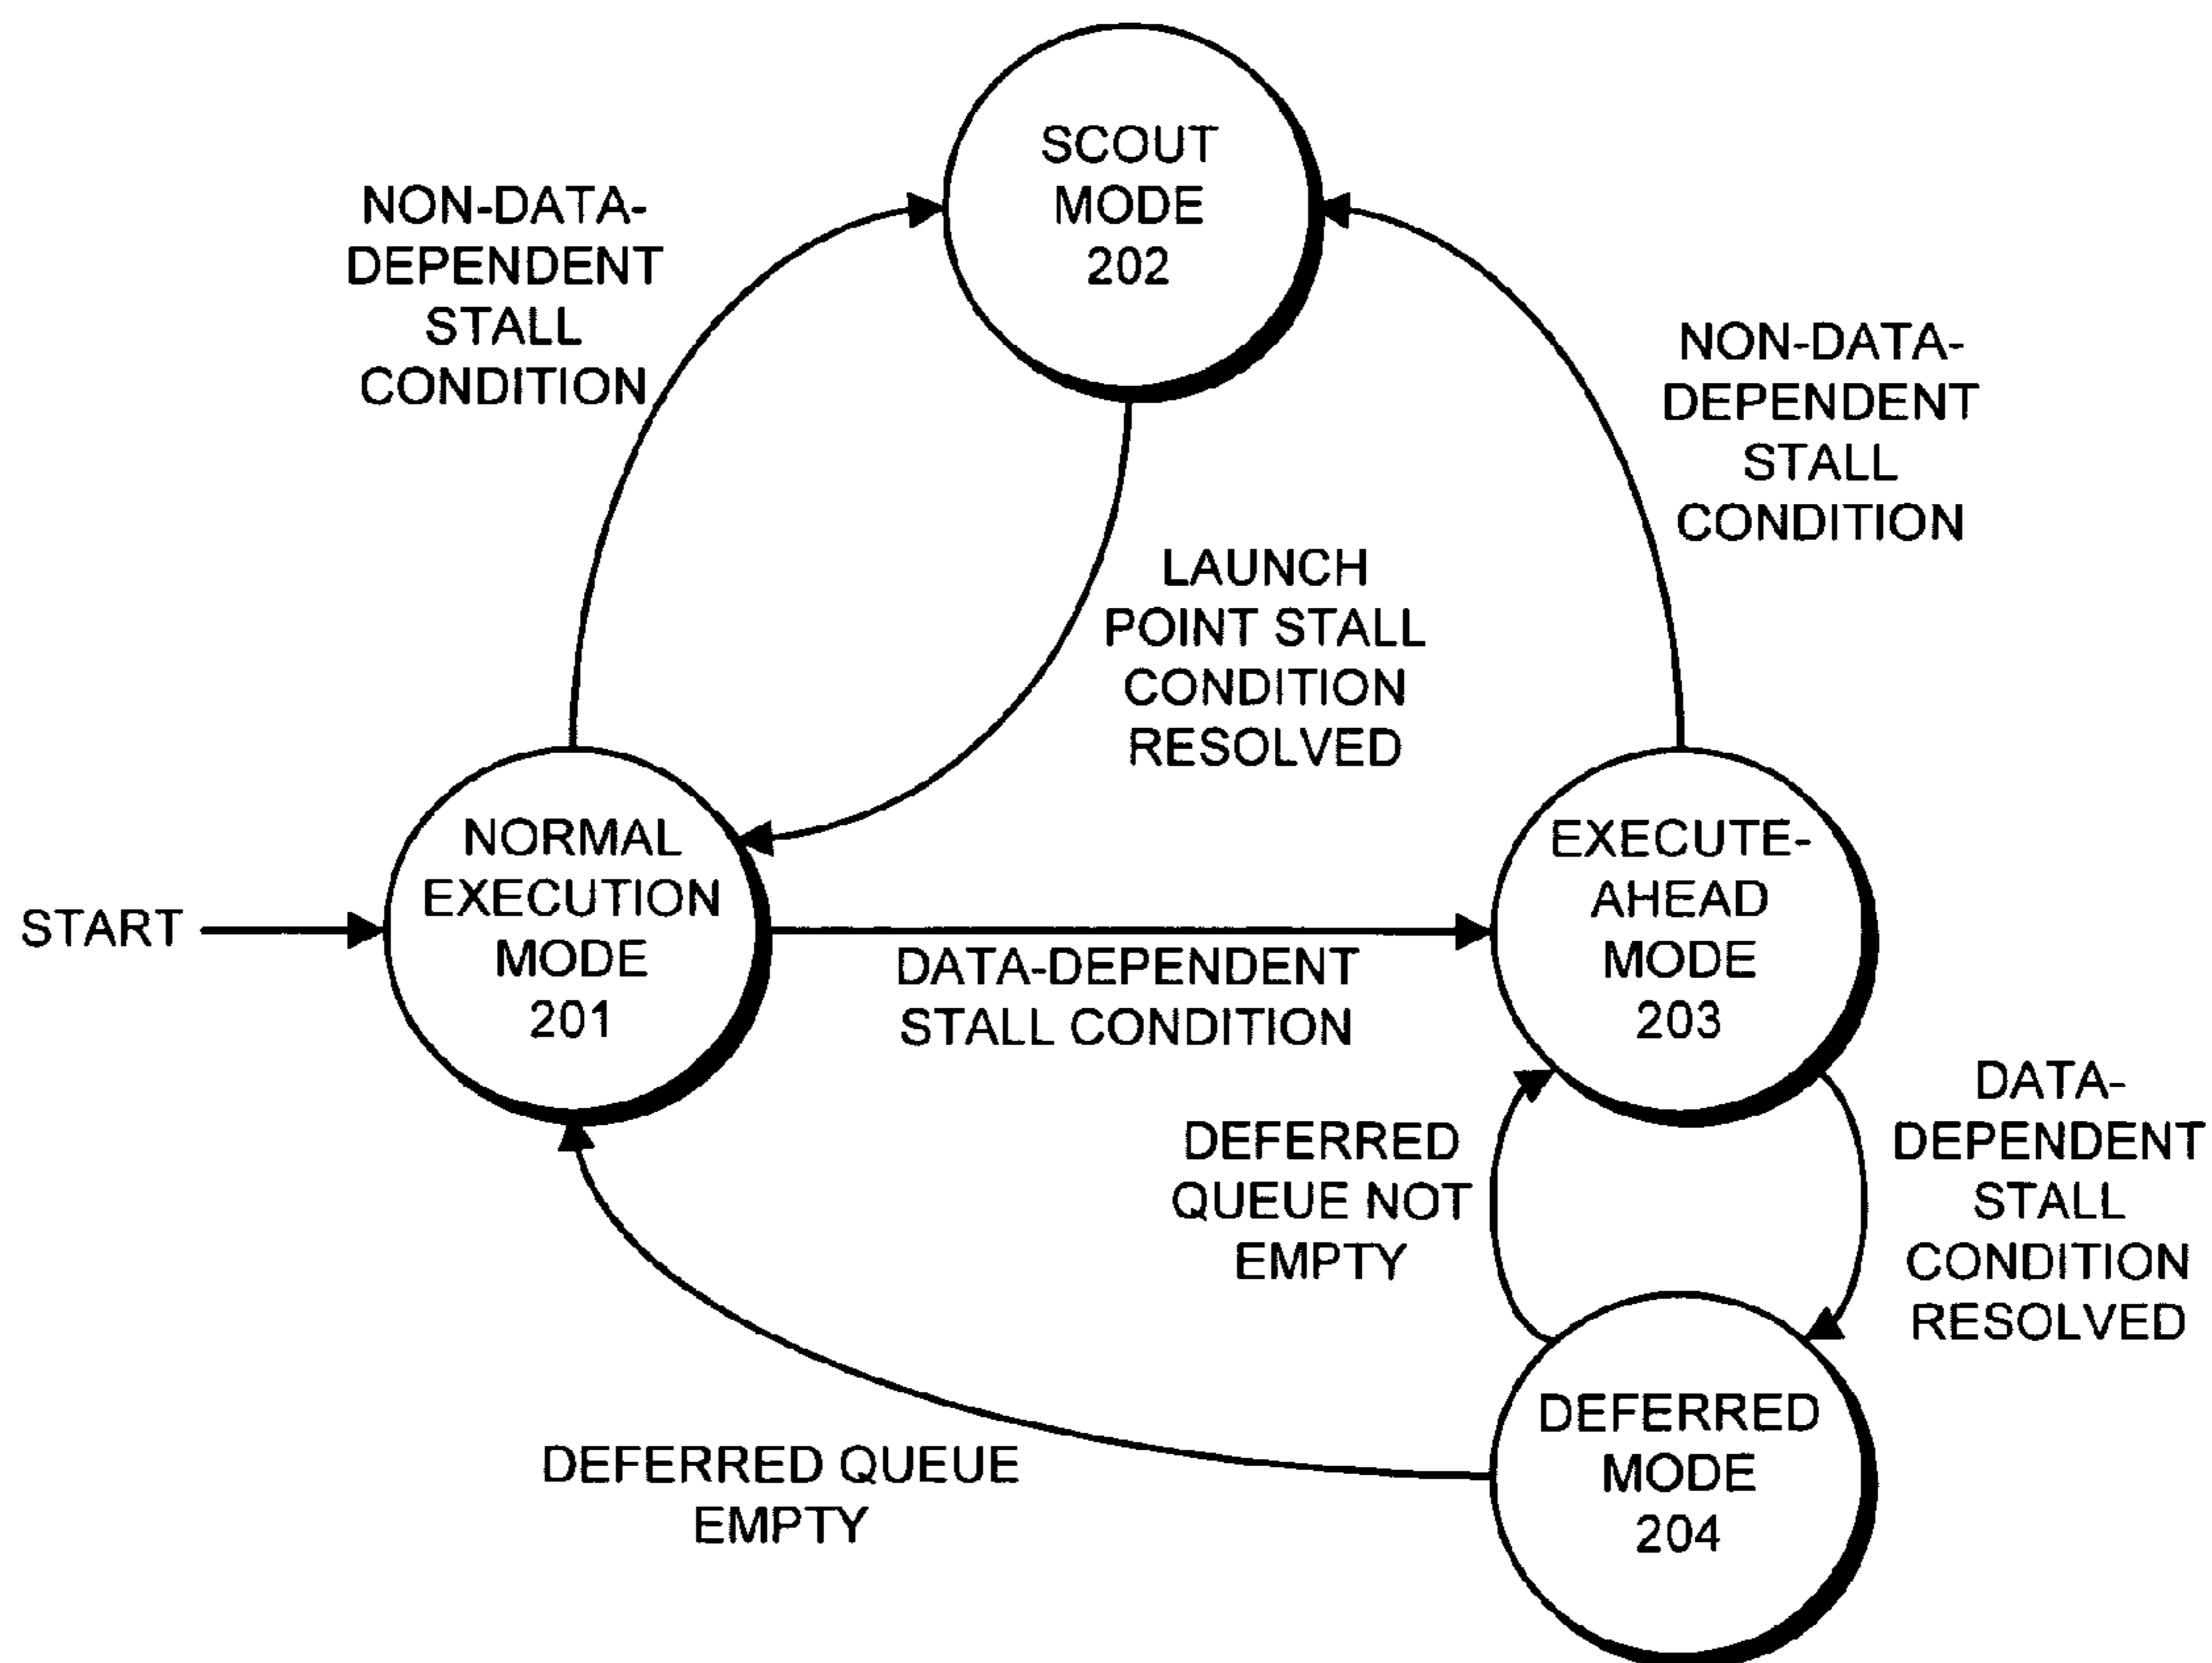 SCOUT
MODE
202
NON-DATA-
DEPENDENT
STALL
CONDITION
NON-DATA-
DEPENDENT
STALL
CONDITION
LAUNCH
POINT STALL
CONDITION
RESOLVED
START
NORMAL
EXECUTION
MODE
201
DATA-DEPENDENT
STALL CONDITION
EXECUTE-
AHEAD
MODE
203
DEFERRED
QUEUE NOT
EMPTY
DATA-
DEPENDENT
STALL
CONDITION
RESOLVED
DEFERRED QUEUE
EMPTY
DEFERRED
MODE
204